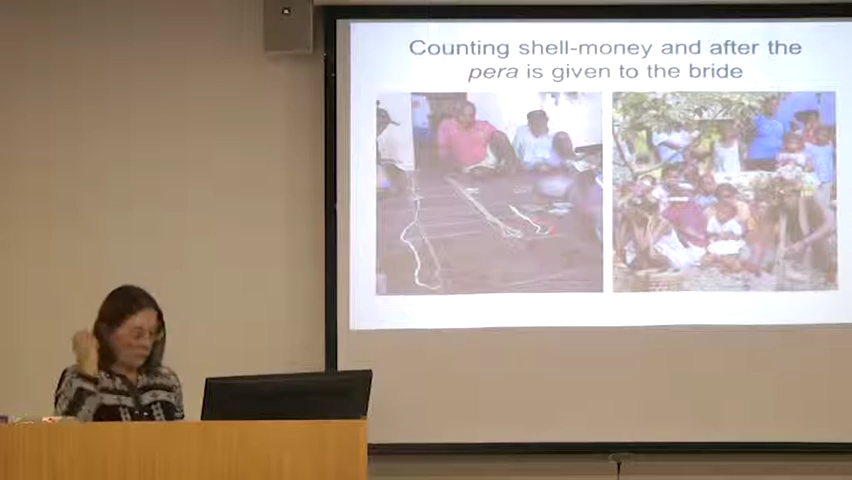 Counting shell-money and after the
pera is given to the bride